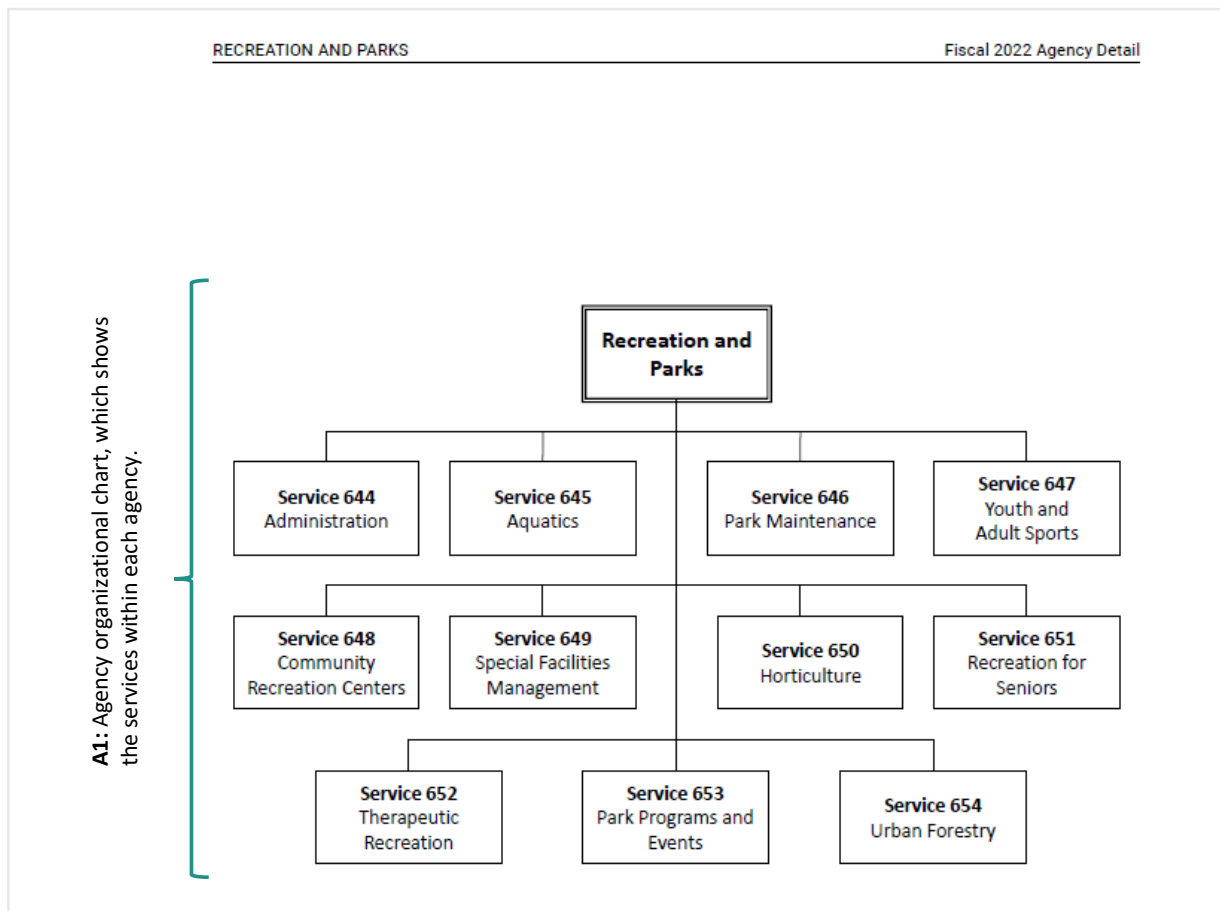 RECREATION AND PARKS
Fiscal 2022 Agency Detail
A1: Agency organizational chart, which shows
the services within each agency.
Recreation and
Parks
Service 644
Administration
Service 645
Aquatics
Service 646
Park Maintenance
Service 647
Youth and
Adult Sports
Service 648
Community
Recreation Centers
Service 649
Special Facilities
Management
Service 650
Horticulture
Service 651
Recreation for
Seniors
Service 652
Therapeutic
Recreation
Service 653
Park Programs and
Events
Service 654
Urban Forestry